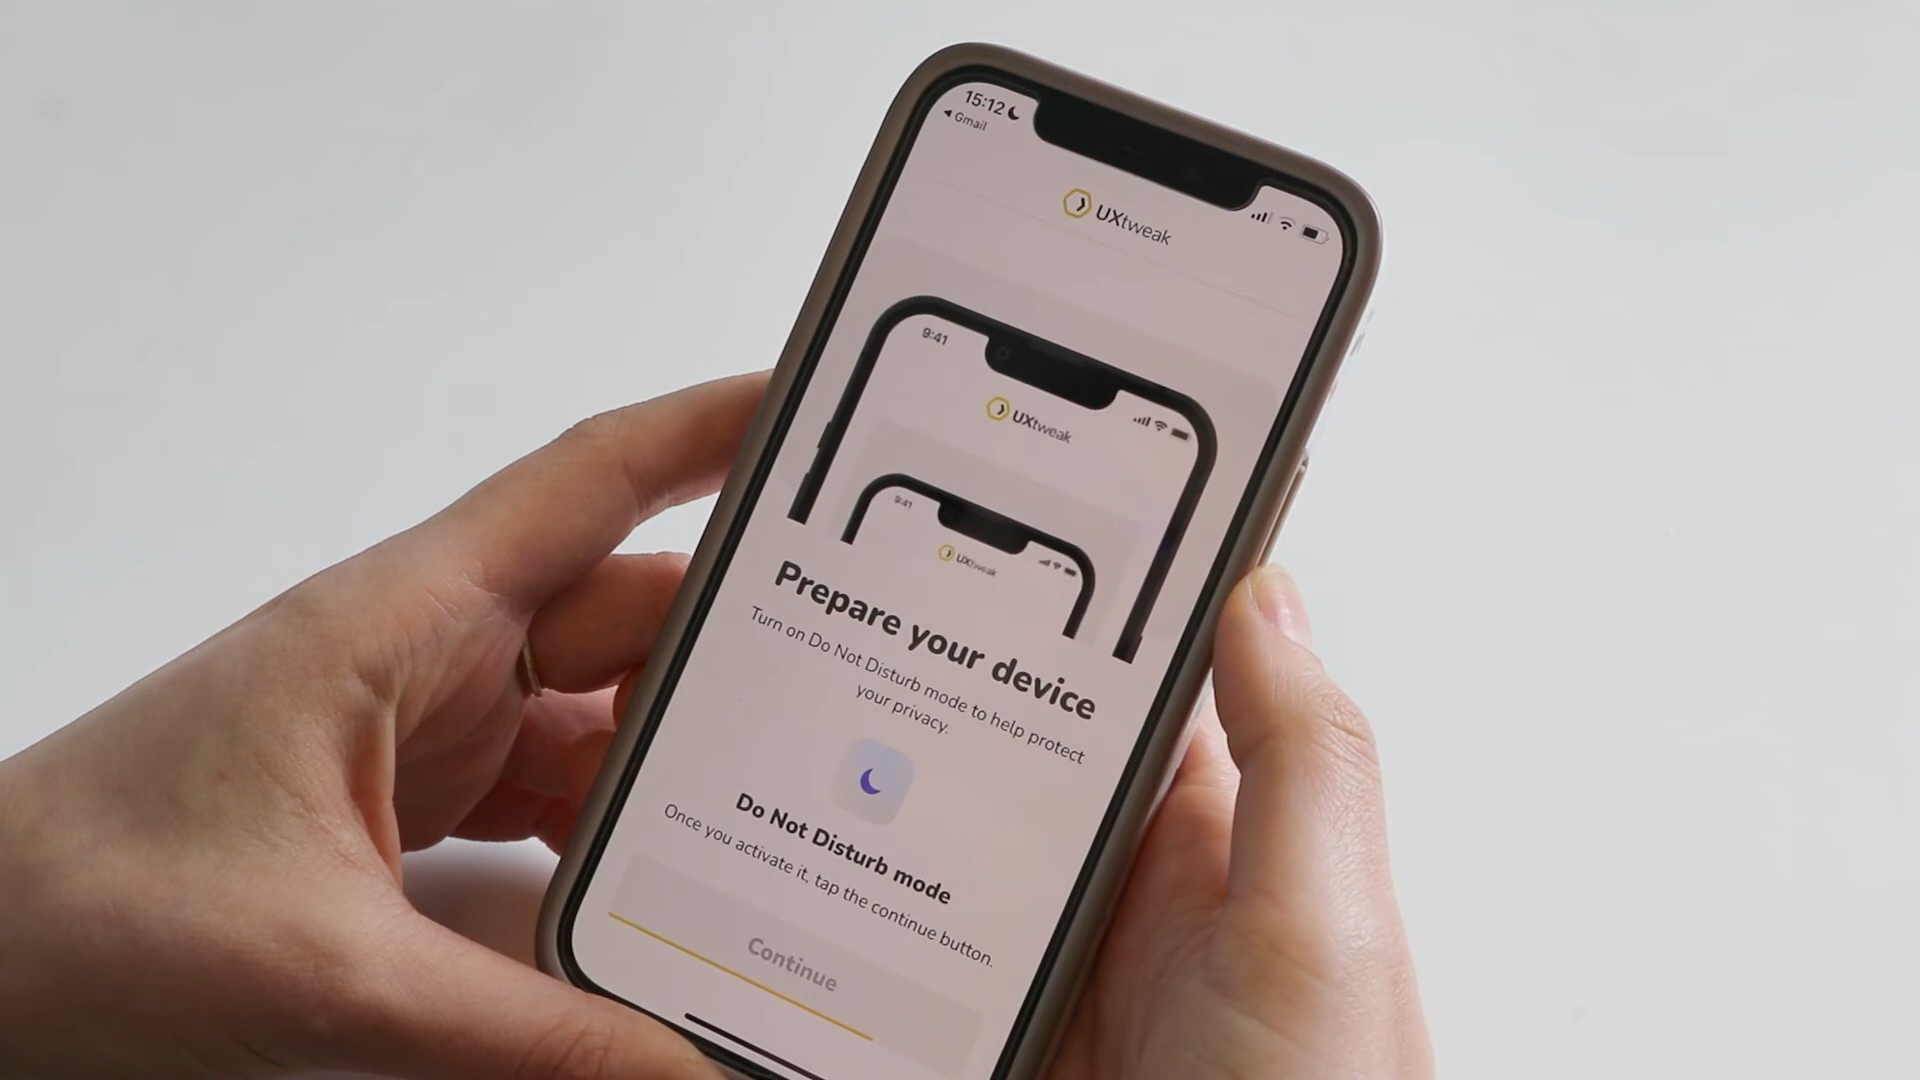 15:12
Gmail
UXtweak
9:41
UXtweak
9:41
UXtweak
Prepare your device
Turn on Do Not Disturb mode to help protect
your privacy.
Do Not Disturb mode
Once you activate it, tap the continue button.
Continue